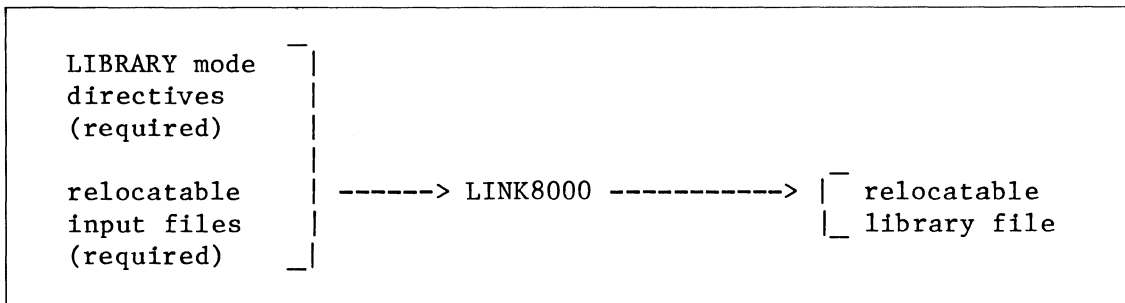 LIBRARY mode
directives
(required)
relocatable
input files
(required)
------> LINK8000 ----------->
relocatable
library file